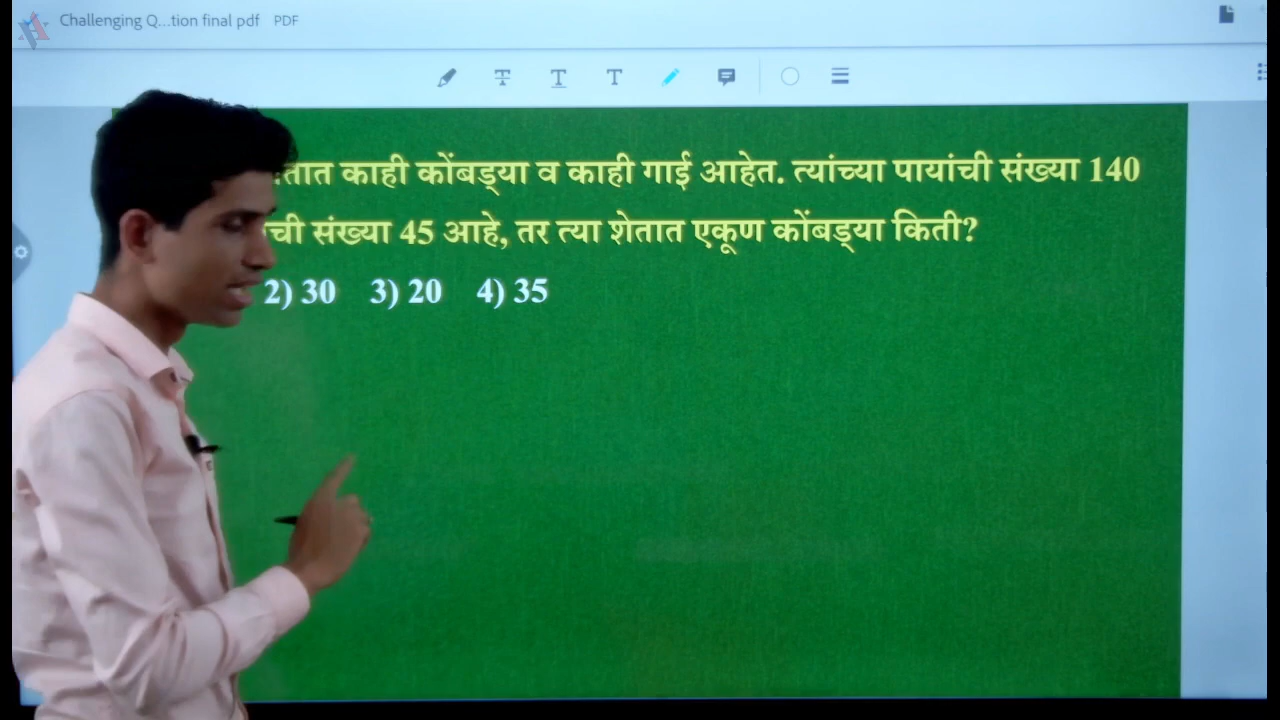 Challenging Q...tion final pdf PDF
काही कोंबड्या व काही गाई आहेत. त्यांच्या पायांची संख्या 140
संख्या 45 आहे, तर त्या शेतात एकूण कोंबड्या किती?
2) 30 3) 20 4) 35